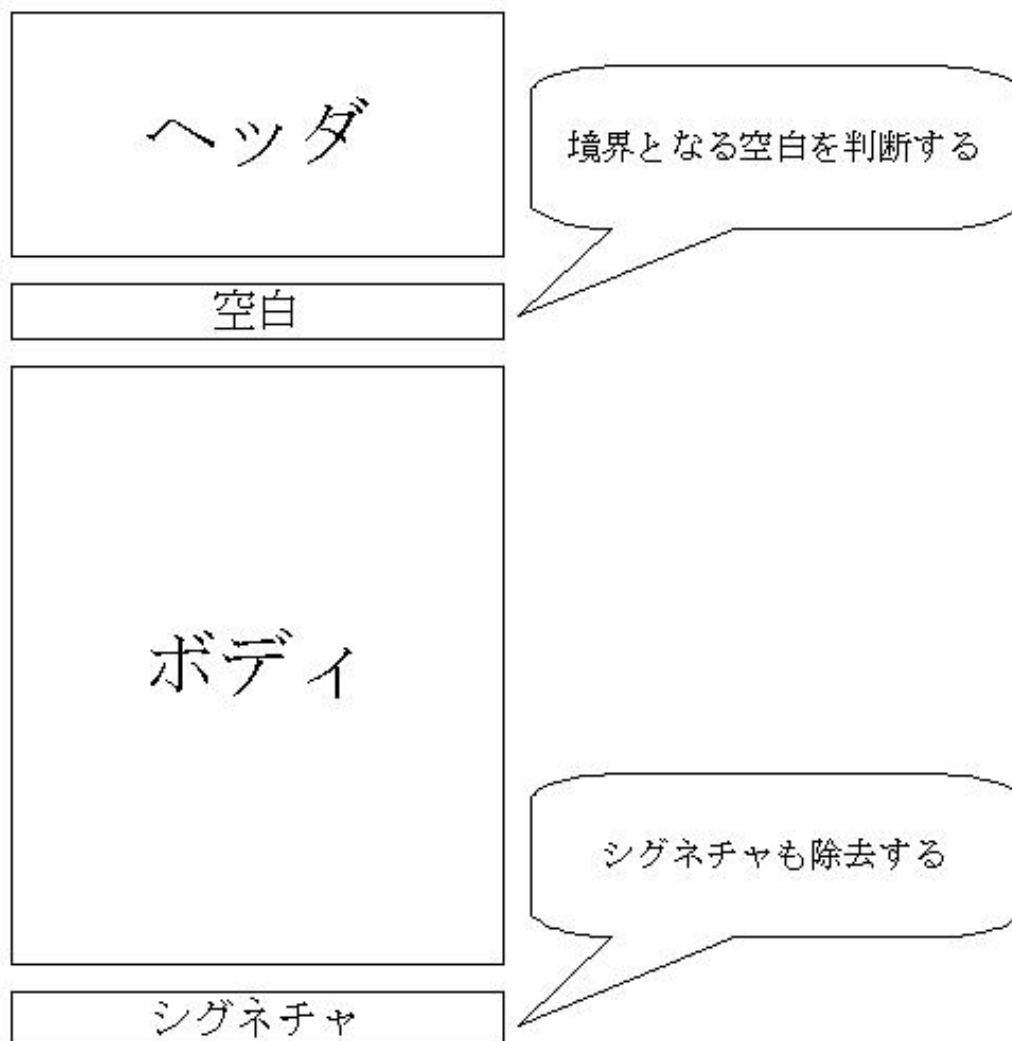 ヘッダ
境界となる空白を判断する
空白
ボディ
シグネチャも除去する
シグネチャ